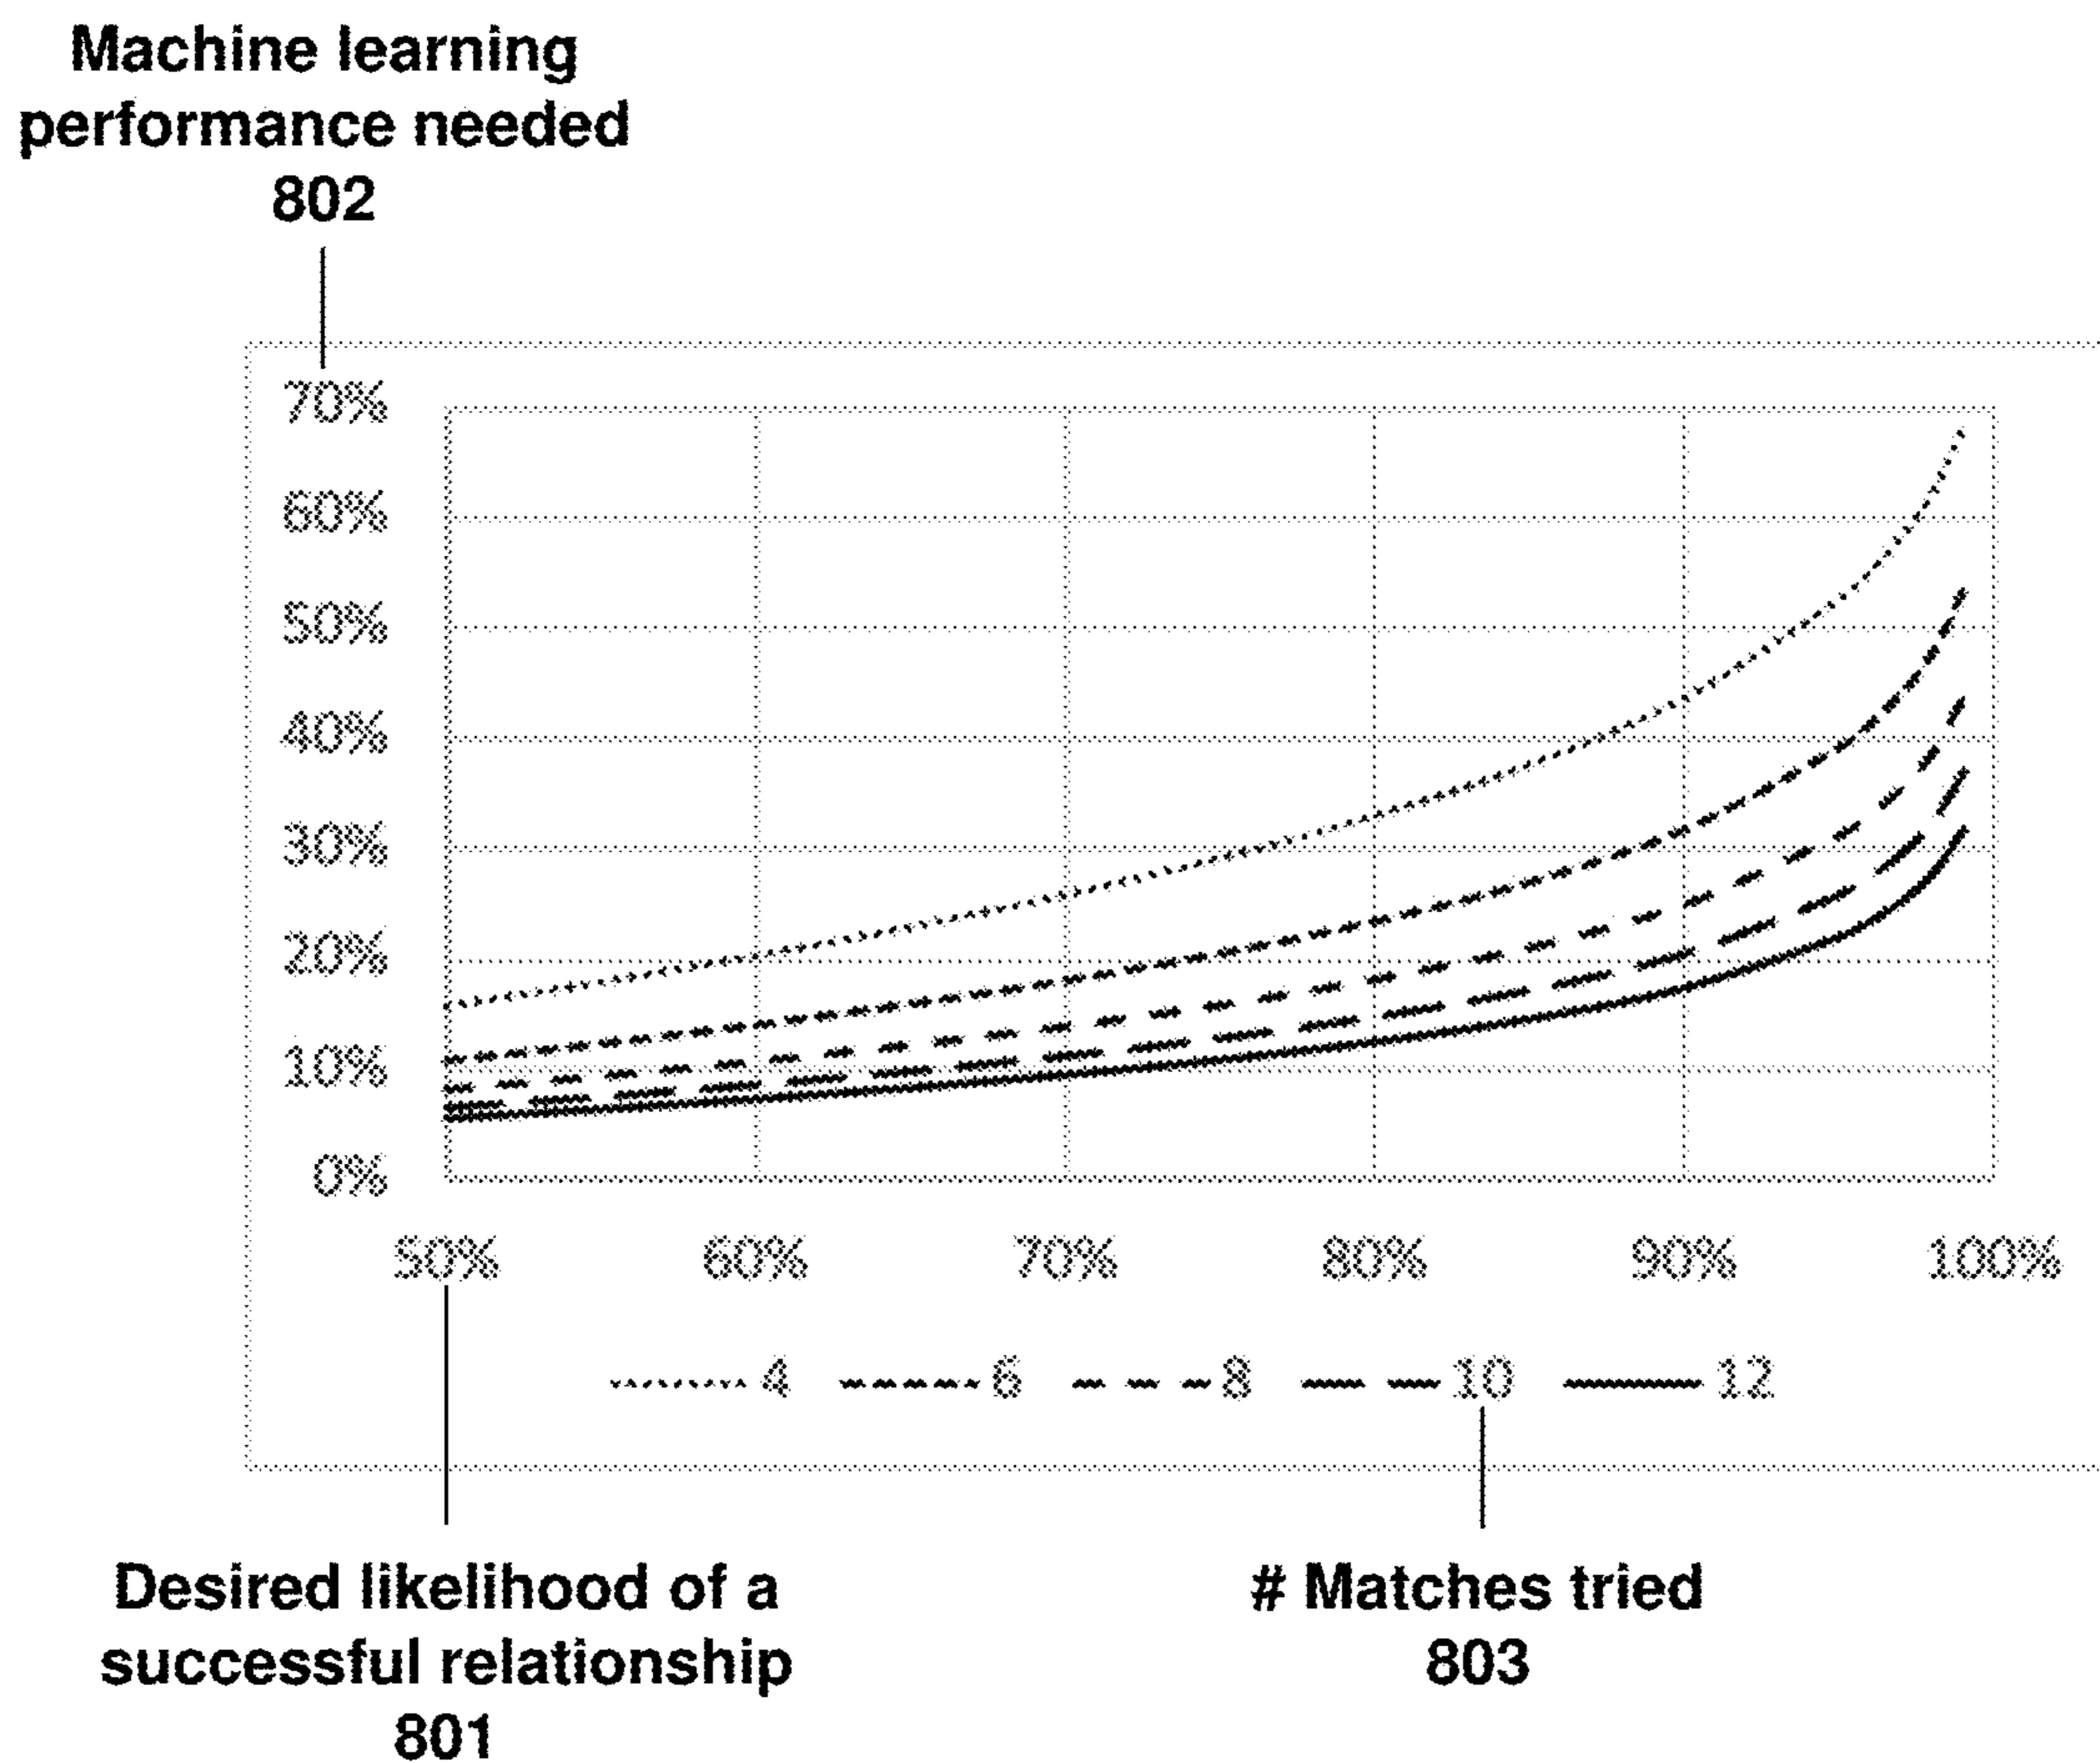 Machine learning
performance needed
802
70%
60%
50%
40%
30%
20%
10%
0%
50% 60% 70% 80% 90% 100%
4 6 8 10 12
Desired likelihood of a
successful relationship
801
# Matches tried
803